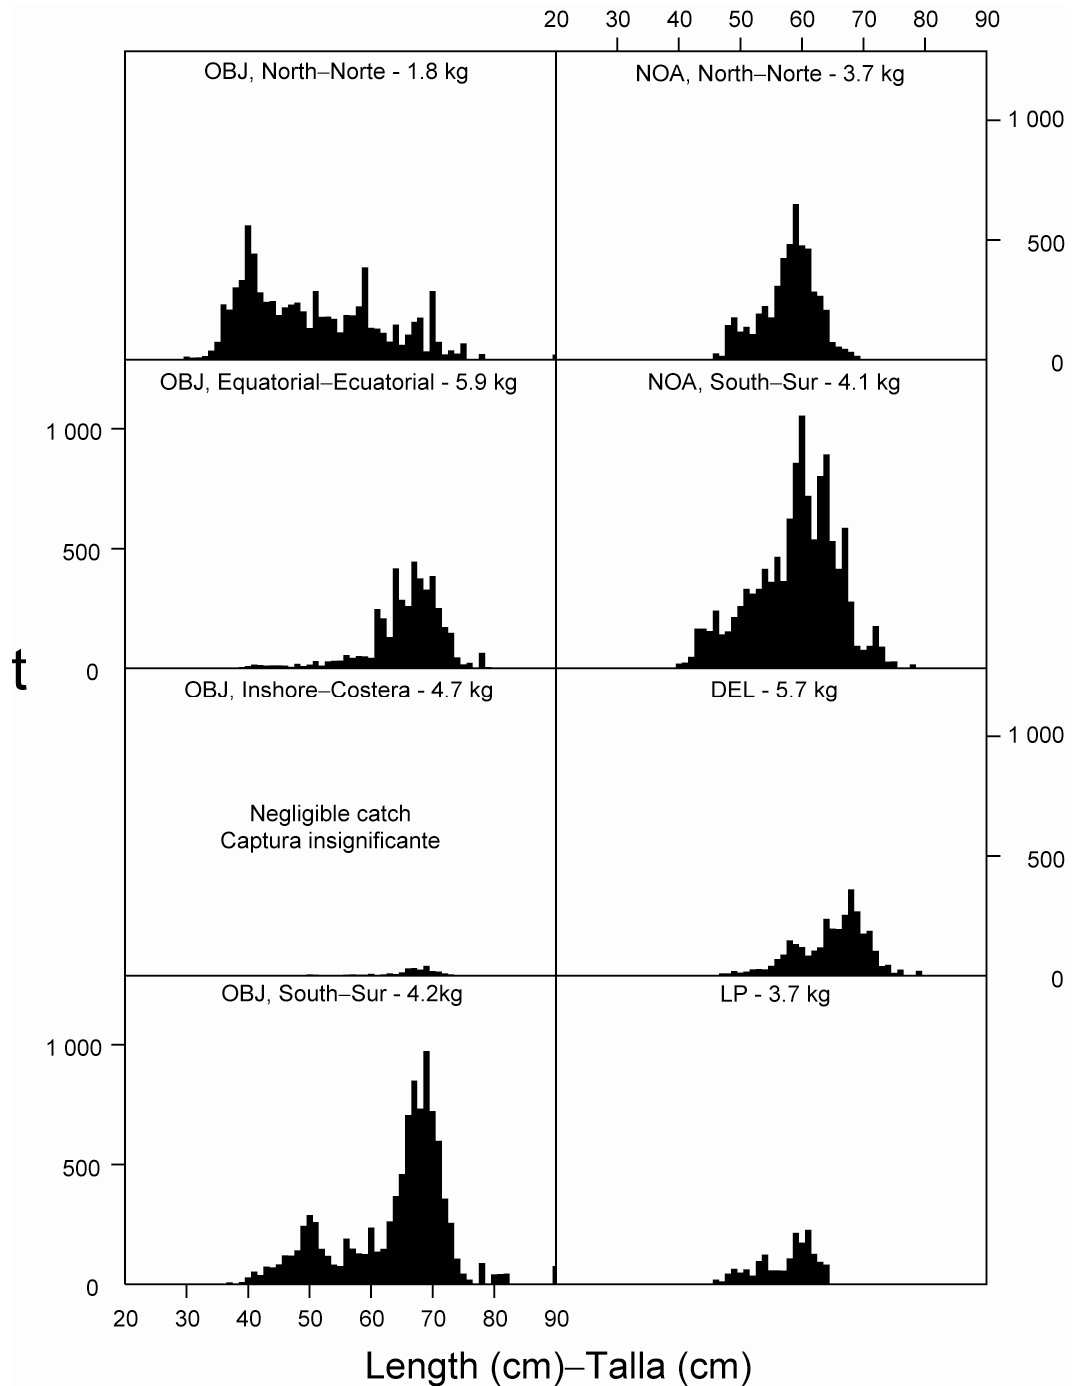 20 30 40 50 60 70 80 90
OBJ, North–Norte - 1.8 kg
NOA, North–Norte - 3.7 kg
1 000
500
0
OBJ, Equatorial–Ecuatorial - 5.9 kg
NOA, South–Sur - 4.1 kg
1 000
500
0
t
OBJ, Inshore–Costera - 4.7 kg
DEL - 5.7 kg
1 000
Negligible catch
Captura insignificante
500
0
OBJ, South–Sur - 4.2kg
LP - 3.7 kg
1 000
500
0
20 30 40 50 60 70 80 90
Length (cm)–Talla (cm)